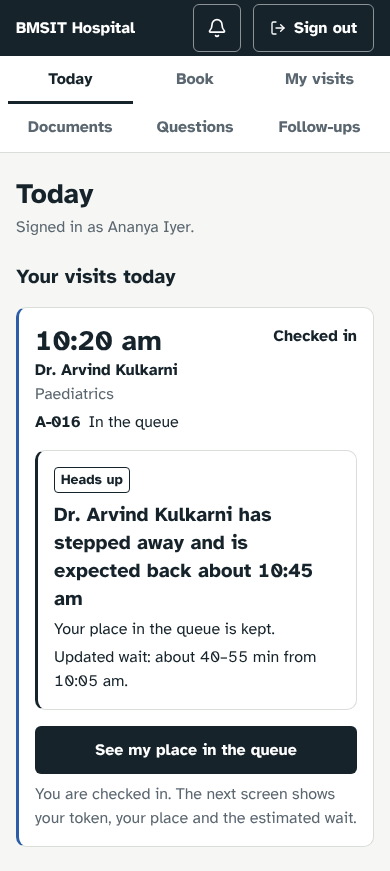 BMSIT Hospital
Sign out
Today
Book
My visits
Documents
Questions
Follow-ups
Today
Signed in as Ananya Iyer.
Your visits today
10:20 am
Checked in
Dr. Arvind Kulkarni
Paediatrics
A-016 In the queue
Heads up
Dr. Arvind Kulkarni has
stepped away and is
expected back about 10:45
am
Your place in the queue is kept.
Updated wait: about 40–55 min from
10:05 am.
See my place in the queue
You are checked in. The next screen shows
your token, your place and the estimated wait.